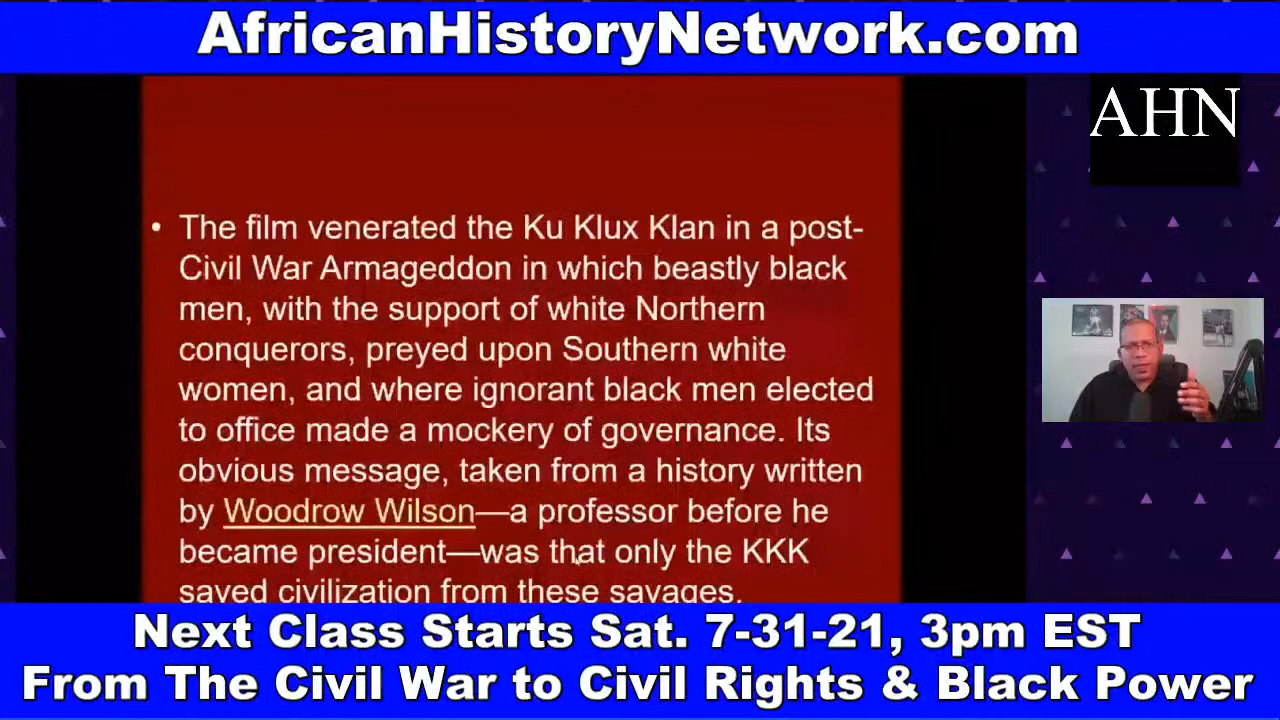 AfricanHistoryNetwork.com
AHN
• The film venerated the Ku Klux Klan in a post-
Civil War Armageddon in which beastly black
men, with the support of white Northern
conquerors, preyed upon Southern white
women, and where ignorant black men elected
to office made a mockery of governance. Its
obvious message, taken from a history written
by Woodrow Wilson—a professor before he
became president—was that only the KKK
saved civilization from these savages.
Next Class Starts Sat. 7-31-21, 3pm EST
From The Civil War to Civil Rights & Black Power